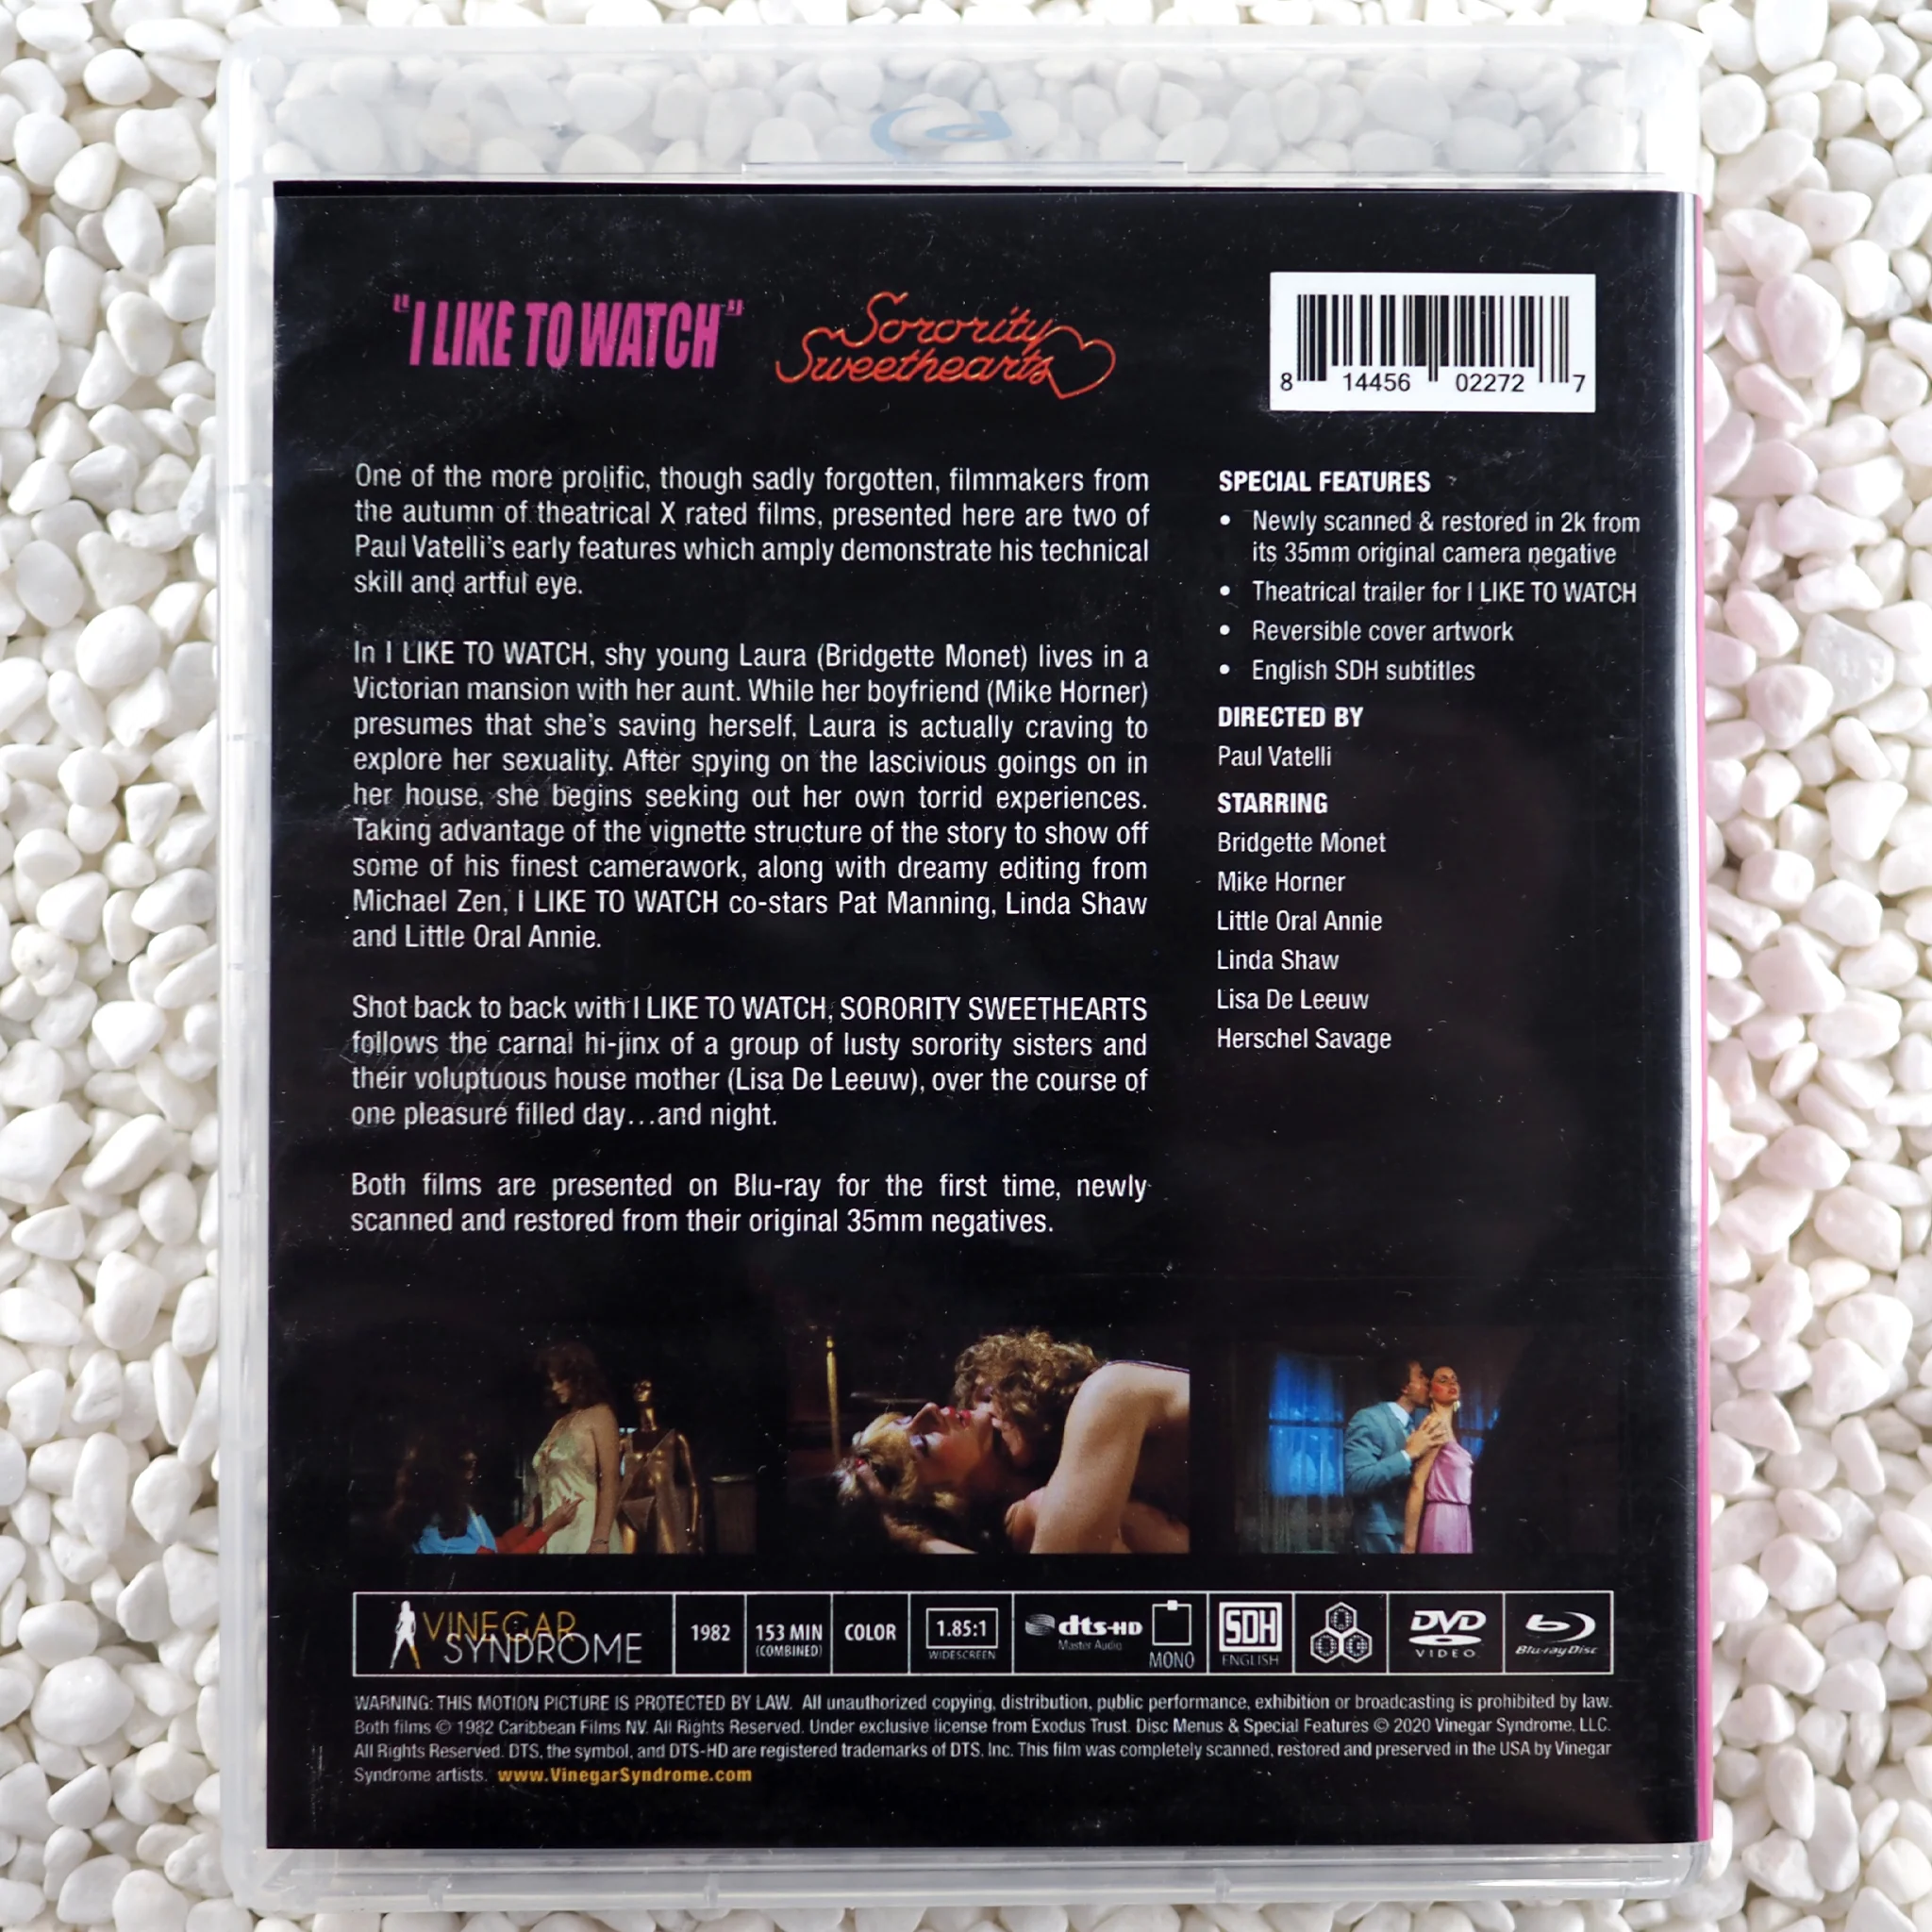 "I LIKE TO WATCH"
Sorority
Sweethearts
8 14456 02272 7
One of the more prolific, though sadly forgotten, filmmakers from
the autumn of theatrical X rated films, presented here are two of
Paul Vatelli's early features which amply demonstrate his technical
skill and artful eye.
In I LIKE TO WATCH, shy young Laura (Bridgette Monet) lives in a
Victorian mansion with her aunt. While her boyfriend (Mike Horner)
presumes that she's saving herself, Laura is actually craving to
explore her sexuality. After spying on the lascivious goings on in
her house, she begins seeking out her own torrid experiences.
Taking advantage of the vignette structure of the story to show off
some of his finest camerawork, along with dreamy editing from
Michael Zen, I LIKE TO WATCH co-stars Pat Manning, Linda Shaw
and Little Oral Annie.
Shot back to back with I LIKE TO WATCH, SORORITY SWEETHEARTS
follows the carnal hi-jinx of a group of lusty sorority sisters and
their voluptuous house mother (Lisa De Leeuw), over the course of
one pleasure filled day...and night.
Both films are presented on Blu-ray for the first time, newly
scanned and restored from their original 35mm negatives.
SPECIAL FEATURES
• Newly scanned & restored in 2k from
its 35mm original camera negative
• Theatrical trailer for I LIKE TO WATCH
• Reversible cover artwork
• English SDH subtitles
DIRECTED BY
Paul Vatelli
STARRING
Bridgette Monet
Mike Horner
Little Oral Annie
Linda Shaw
Lisa De Leeuw
Herschel Savage
VINEGAR
SYNDROME
1982
153 MIN
(COMBINED)
COLOR
1.85:1
WIDESCREEN
dts-HD
Master Audio
MONO
SDH
ENGLISH
DVD
VIDEO
Blu-ray Disc
WARNING: THIS MOTION PICTURE IS PROTECTED BY LAW. All unauthorized copying, distribution, public performance, exhibition or broadcasting is prohibited by law.
Both films © 1982 Caribbean Films NV. All Rights Reserved. Under exclusive license from Exodus Trust. Disc Menus & Special Features © 2020 Vinegar Syndrome, LLC.
All Rights Reserved. DTS, the symbol, and DTS-HD are registered trademarks of DTS, Inc. This film was completely scanned, restored and preserved in the USA by Vinegar
Syndrome artists. www.VinegarSyndrome.com